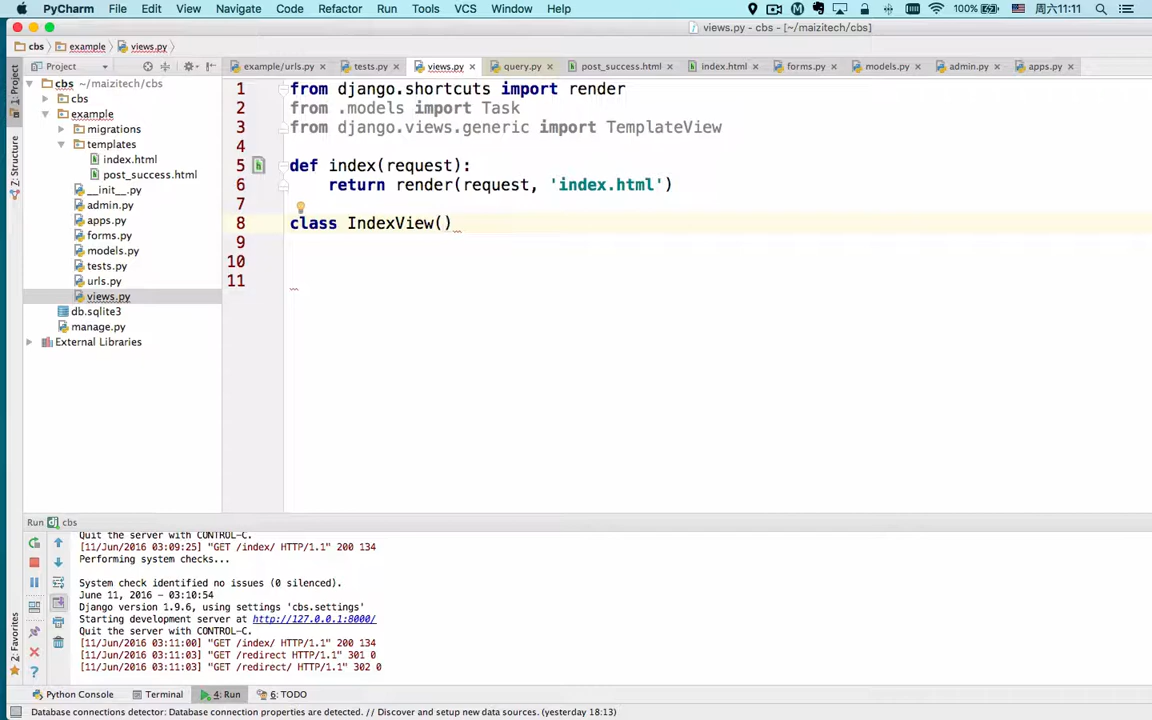 PyCharm File Edit View Navigate Code Refactor Run Tools VCS Window Help 100% 周六11:11
views.py - cbs - [~/maizitech/cbs]
cbs example views.py
Project example/urls.py tests.py views.py query.py post_success.html index.html forms.py models.py admin.py apps.py
1: Project
Z: Structure
2: Favorites
cbs ~/maizitech/cbs
cbs
example
migrations
templates
index.html
post_success.html
__init__.py
admin.py
apps.py
forms.py
models.py
tests.py
urls.py
views.py
db.sqlite3
manage.py
External Libraries
1 from django.shortcuts import render
2 from .models import Task
3 from django.views.generic import TemplateView
4
5 def index(request):
6 return render(request, 'index.html')
7
8 class IndexView()
9
10
11
Run cbs
Quit the server with CONTROL-C.
[11/Jun/2016 03:09:25] "GET /index/ HTTP/1.1" 200 134
Performing system checks...
System check identified no issues (0 silenced).
June 11, 2016 - 03:10:54
Django version 1.9.6, using settings 'cbs.settings'
Starting development server at http://127.0.0.1:8000/
Quit the server with CONTROL-C.
[11/Jun/2016 03:11:00] "GET /index/ HTTP/1.1" 200 134
[11/Jun/2016 03:11:03] "GET /redirect HTTP/1.1" 301 0
[11/Jun/2016 03:11:03] "GET /redirect/ HTTP/1.1" 302 0
Python Console Terminal 4: Run 6: TODO
Database connections detector: Database connection properties are detected. // Discover and setup new data sources. (yesterday 18:13)